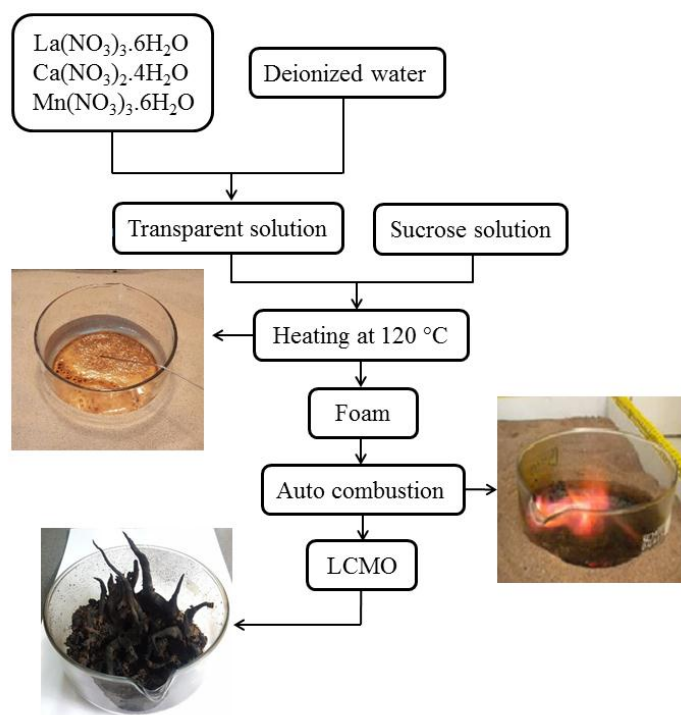 La(NO₃)₃.6H₂O
Ca(NO₃)₂.4H₂O
Mn(NO₃)₃.6H₂O
Deionized water
Transparent solution
Sucrose solution
Heating at 120 °C
Foam
Auto combustion
LCMO